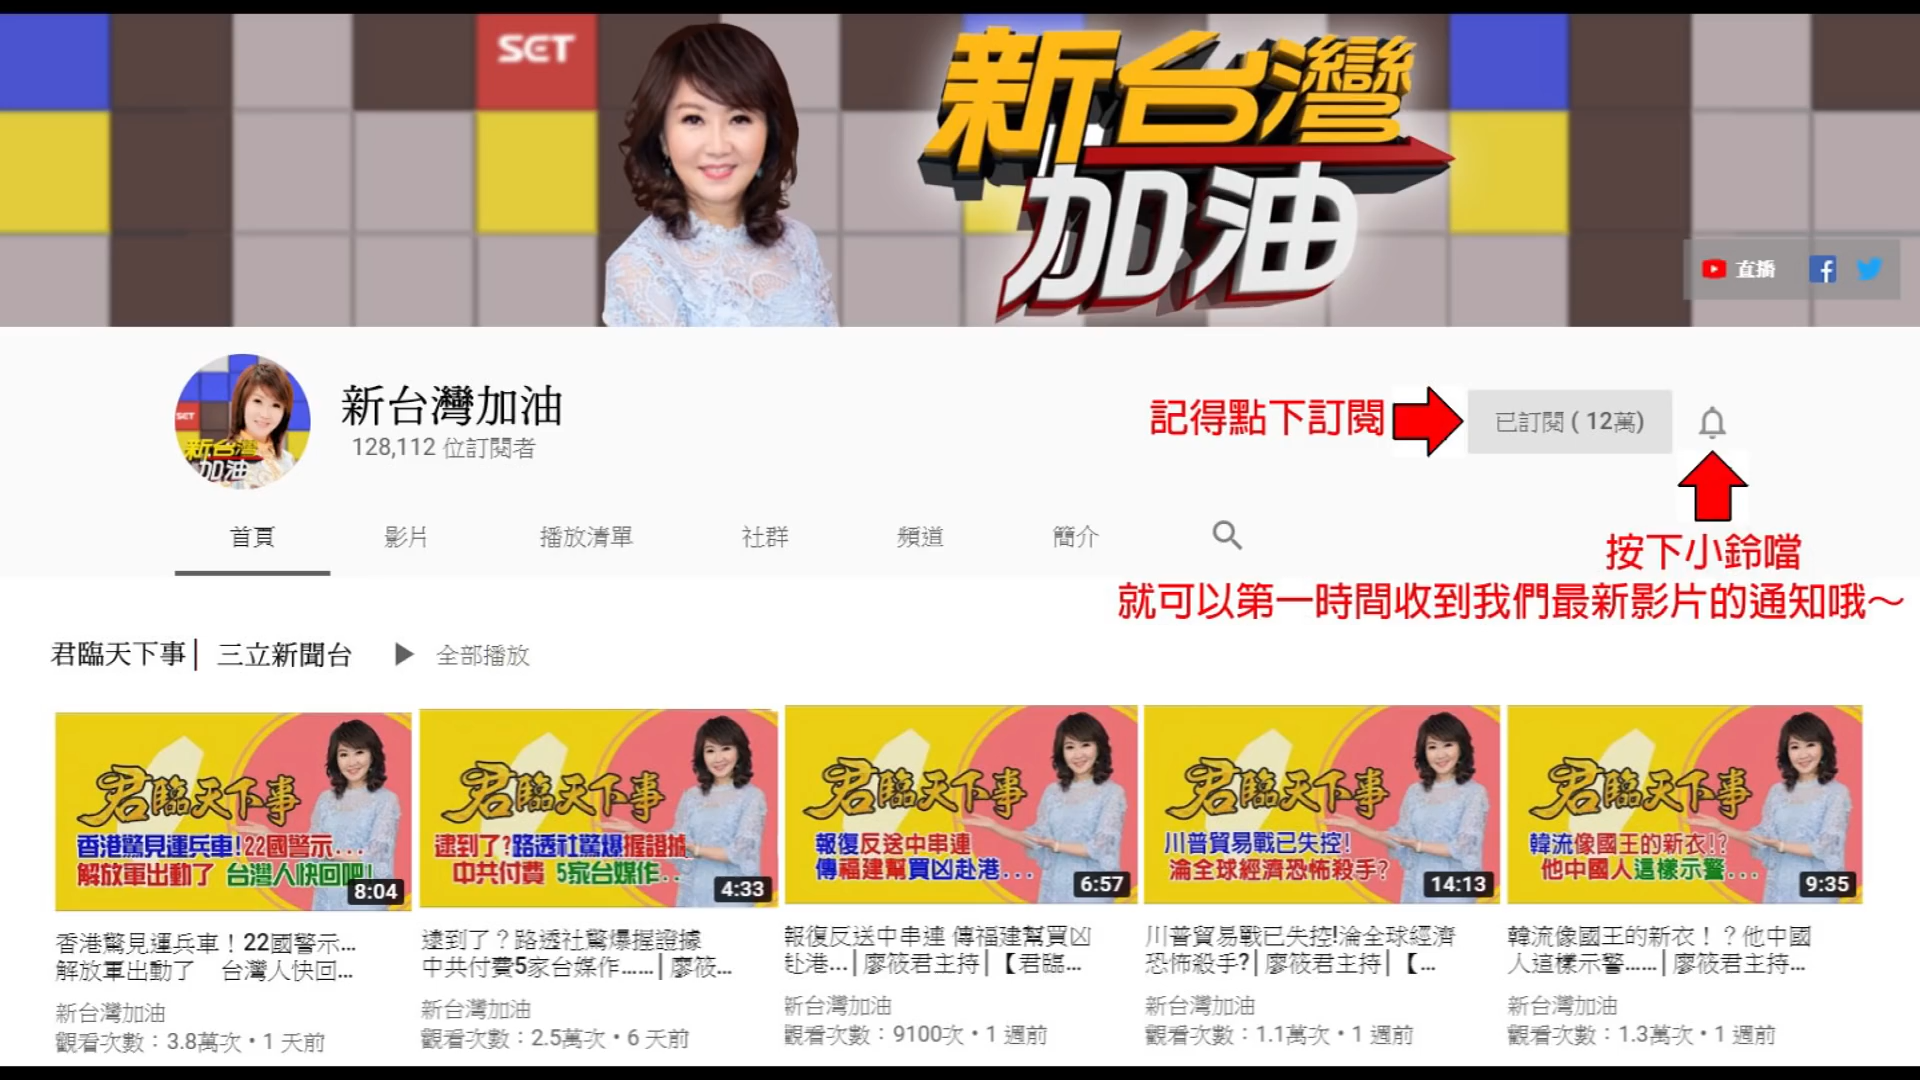 SET
新台灣
加油
直播
SET
新台灣
加油
新台灣加油
128,112 位訂閱者
記得點下訂閱
已訂閱 ( 12萬)
首頁
影片
播放清單
社群
頻道
簡介
按下小鈴噹
就可以第一時間收到我們最新影片的通知哦～
君臨天下事│ 三立新聞台
全部播放
君臨天下事
香港驚見運兵車!22國警示...
解放軍出動了 台灣人快回吧!
8:04
君臨天下事
逮到了?路透社驚爆握證據
中共付費 5家台媒作..
4:33
君臨天下事
報復反送中串連
傳福建幫買凶赴港...
6:57
君臨天下事
川普貿易戰已失控!
淪全球經濟恐怖殺手?
14:13
君臨天下事
韓流像國王的新衣!?
他中國人這樣示警...
9:35
香港驚見運兵車！22國警示...
解放軍出動了 台灣人快回...
新台灣加油
觀看次數：3.8萬次・1 天前
逮到了？路透社驚爆握證據
中共付費5家台媒作......│廖筱...
新台灣加油
觀看次數：2.5萬次・6 天前
報復反送中串連 傳福建幫買凶
赴港...│廖筱君主持│【君臨...
新台灣加油
觀看次數：9100次・1 週前
川普貿易戰已失控!淪全球經濟
恐怖殺手?│廖筱君主持│【...
新台灣加油
觀看次數：1.1萬次・1 週前
韓流像國王的新衣！？他中國
人這樣示警......│廖筱君主持...
新台灣加油
觀看次數：1.3萬次・1 週前